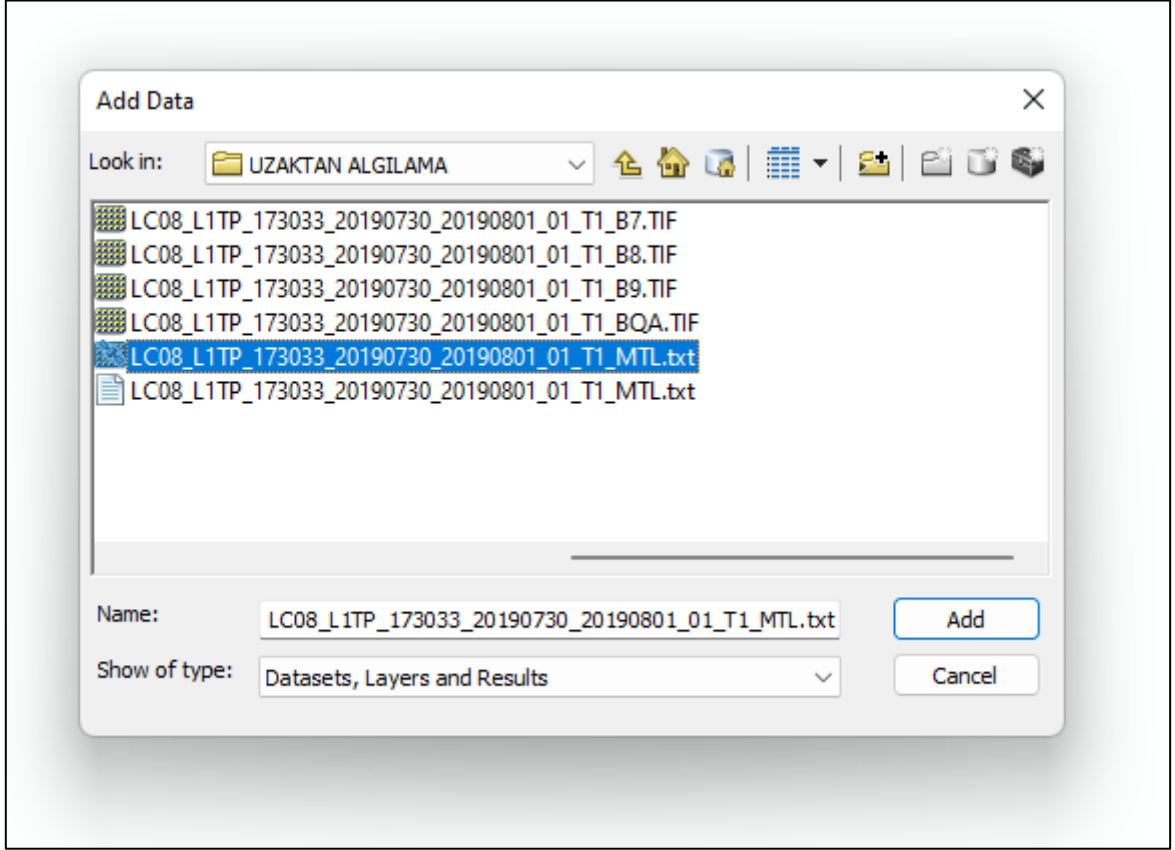 Add Data
Look in: UZAKTAN ALGILAMA
LC08_L1TP_173033_20190730_20190801_01_T1_B7.TIF
LC08_L1TP_173033_20190730_20190801_01_T1_B8.TIF
LC08_L1TP_173033_20190730_20190801_01_T1_B9.TIF
LC08_L1TP_173033_20190730_20190801_01_T1_BQA.TIF
LC08_L1TP_173033_20190730_20190801_01_T1_MTL.txt
LC08_L1TP_173033_20190730_20190801_01_T1_MTL.txt
Name: LC08_L1TP_173033_20190730_20190801_01_T1_MTL.txt Add
Show of type: Datasets, Layers and Results Cancel